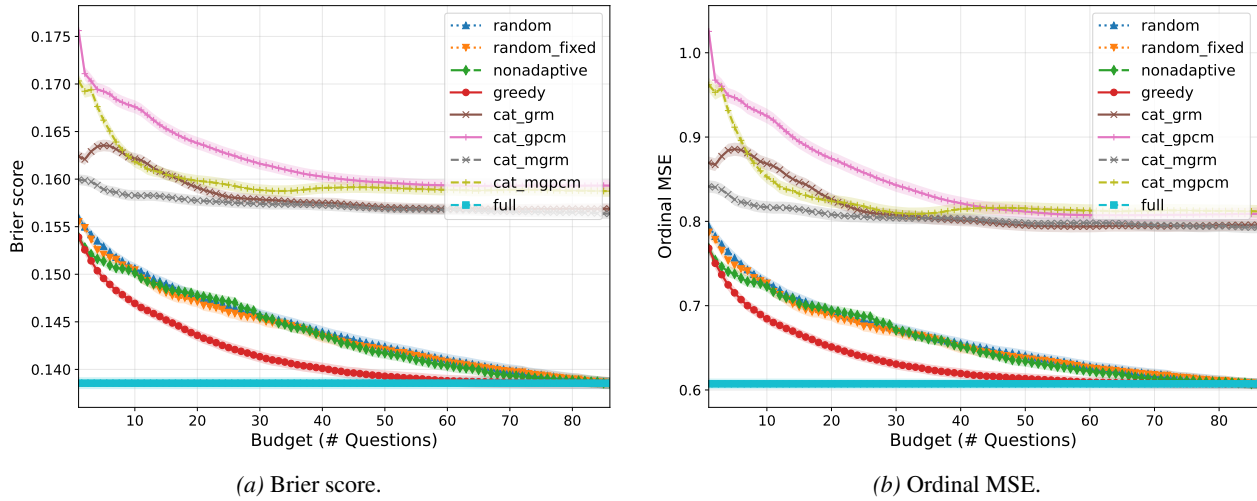 0.175
0.170
0.165
0.160
0.155
0.150
0.145
0.140
Brier score
10 20 30 40 50 60 70 80
Budget (# Questions)
random
random_fixed
nonadaptive
greedy
cat_grm
cat_gpcm
cat_mgrm
cat_mgpcm
full
(a) Brier score.
1.0
0.9
0.8
0.7
0.6
Ordinal MSE
10 20 30 40 50 60 70 80
Budget (# Questions)
random
random_fixed
nonadaptive
greedy
cat_grm
cat_gpcm
cat_mgrm
cat_mgpcm
full
(b) Ordinal MSE.